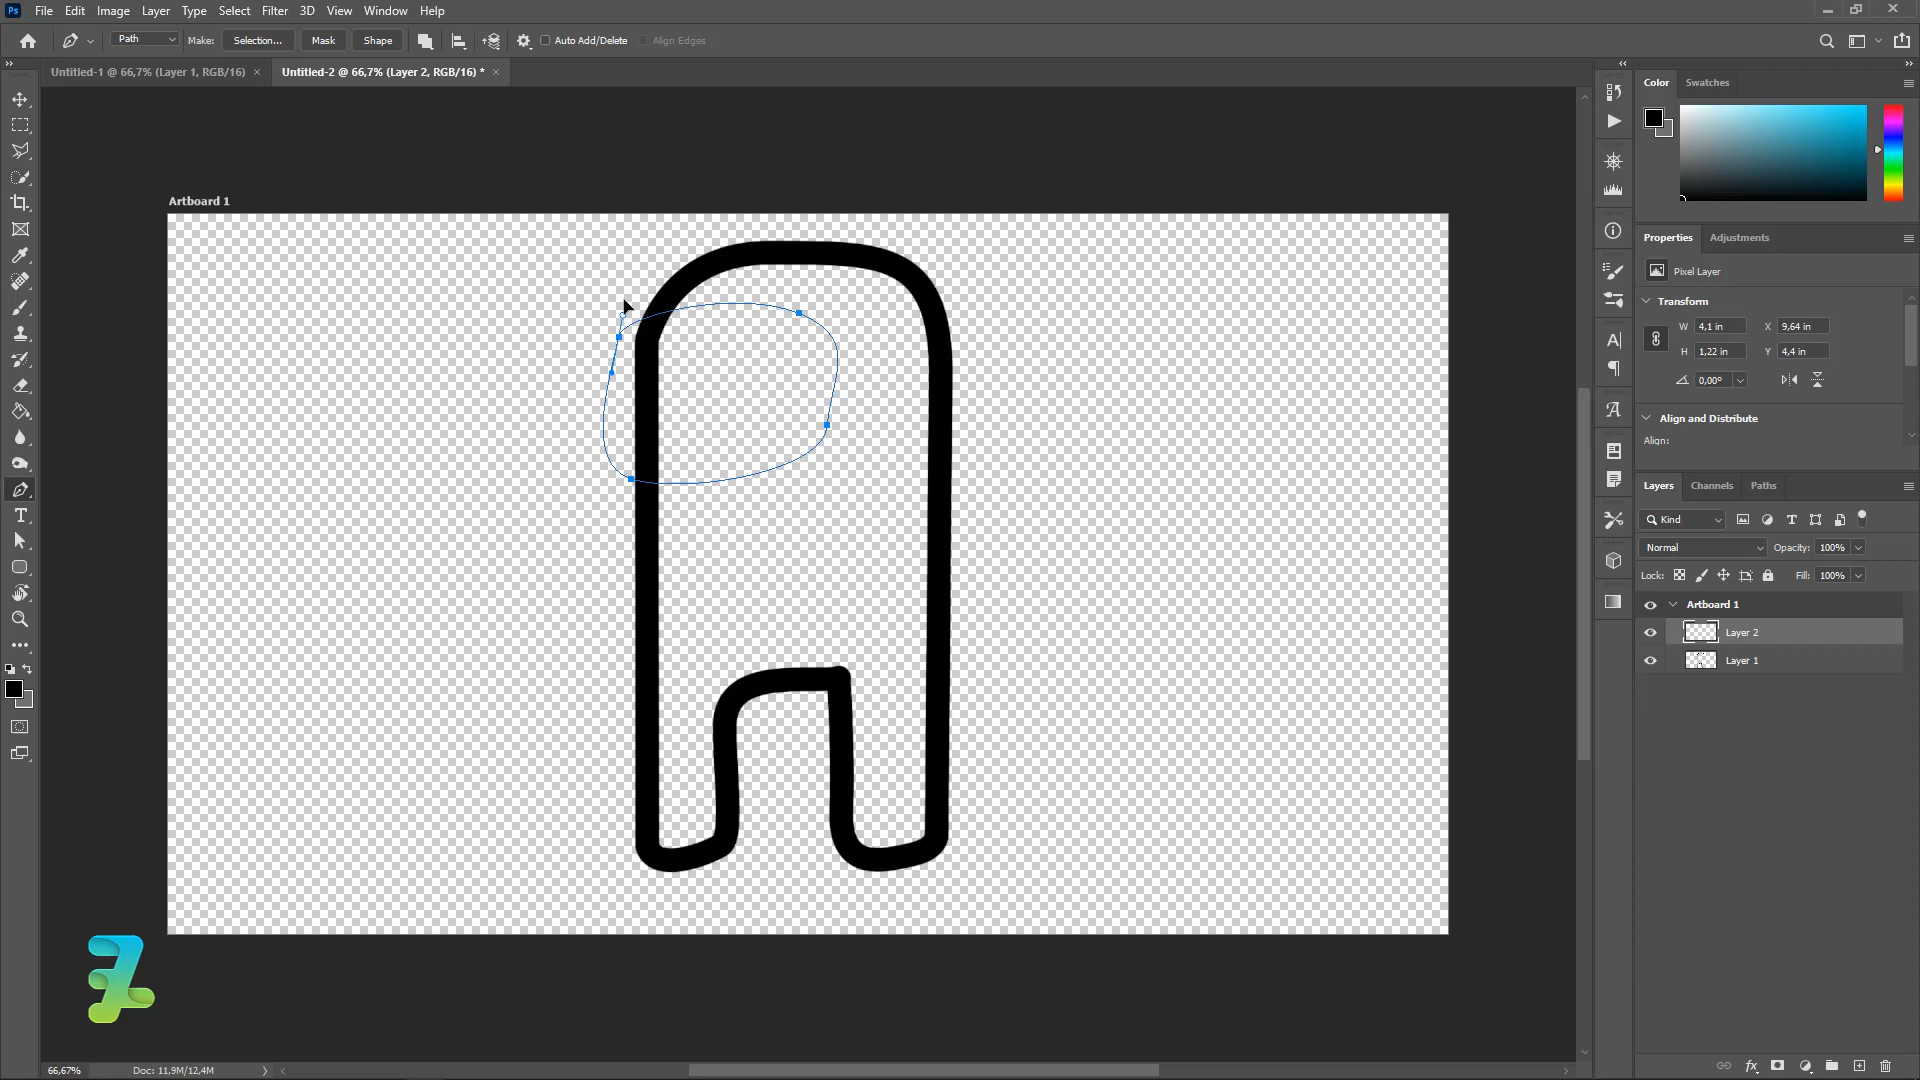 Ps File Edit Image Layer Type Select Filter 3D View Window Help
Path Make: Selection... Mask Shape Auto Add/Delete Align Edges
Untitled-1 @ 66,7% (Layer 1, RGB/16) × Untitled-2 @ 66,7% (Layer 2, RGB/16) * ×
Color Swatches
Artboard 1
Properties Adjustments
Pixel Layer
Transform
W 4,1 in X 9,64 in
H 1,22 in Y 4,4 in
0,00°
Align and Distribute
Align:
Layers Channels Paths
Kind
Normal Opacity: 100%
Lock: Fill: 100%
Artboard 1
Layer 2
Layer 1
66,67% Doc: 11,9M/12,4M